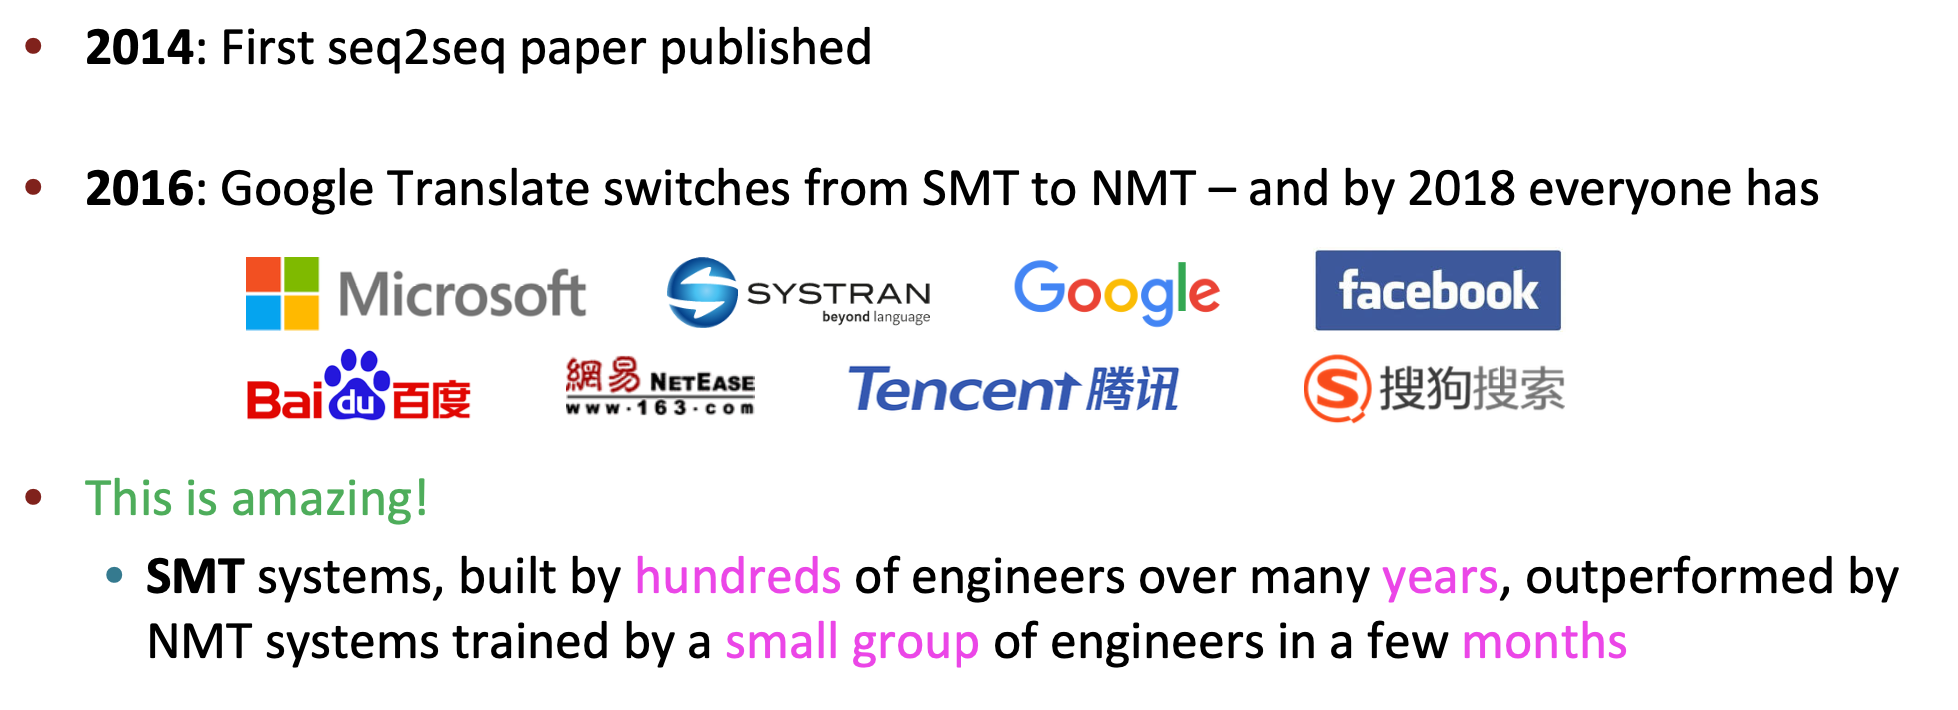 • 2014: First seq2seq paper published
• 2016: Google Translate switches from SMT to NMT – and by 2018 everyone has
Microsoft SYSTRAN beyond language Google facebook
Bai du 百度 網易 NETEASE www.163.com Tencent 腾讯 S 搜狗搜索
• This is amazing!
• SMT systems, built by hundreds of engineers over many years, outperformed by
NMT systems trained by a small group of engineers in a few months